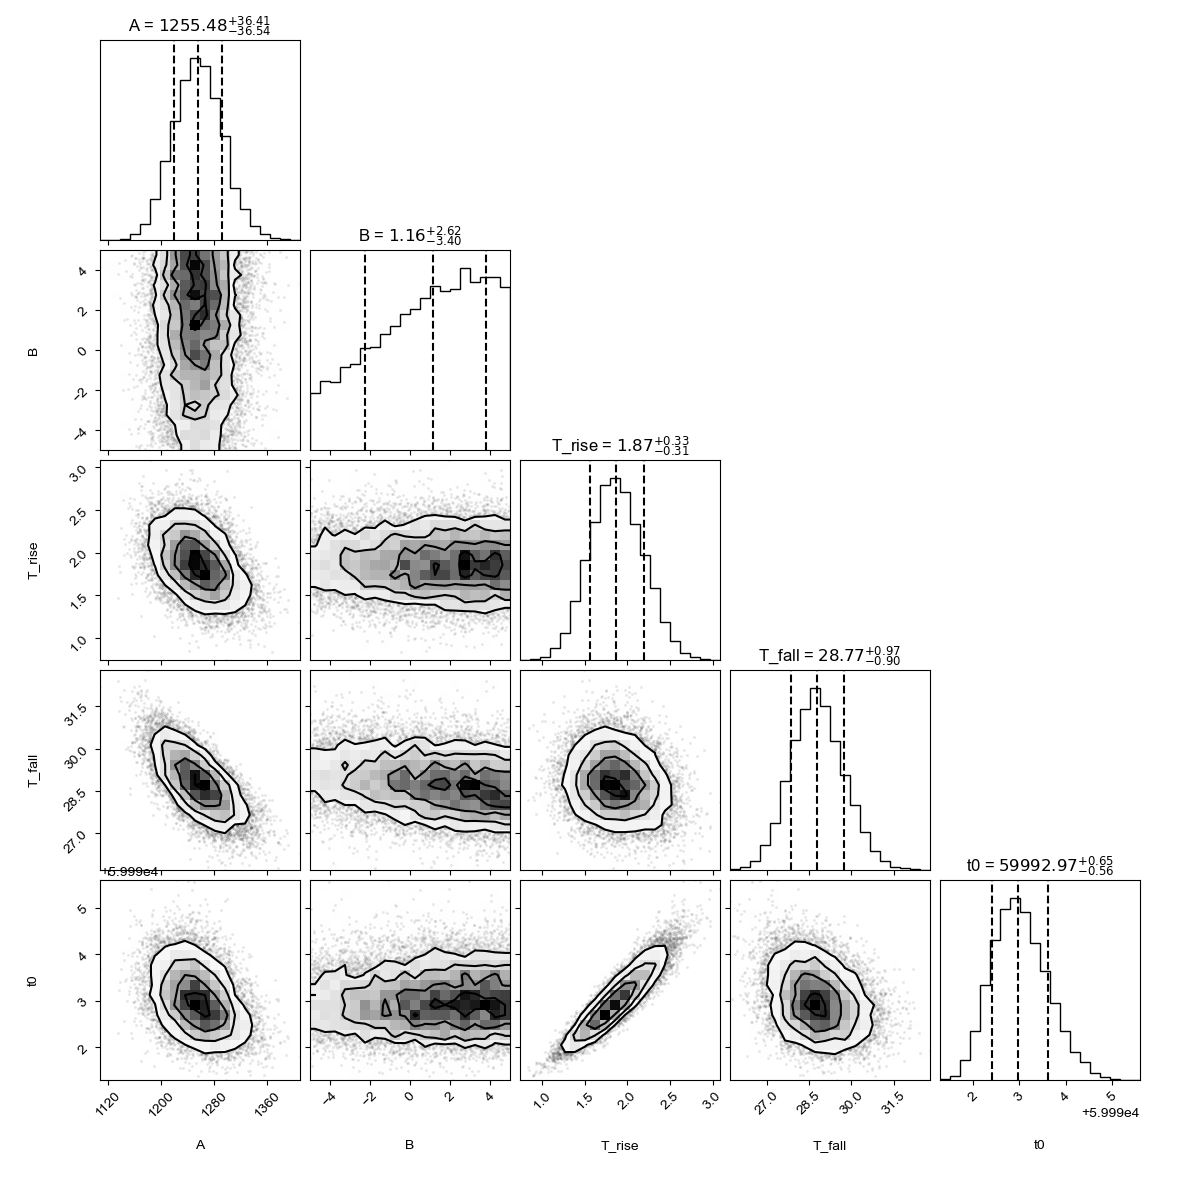 A = 1255.48+36.41−36.54
B = 1.16+2.62−3.40
B
4
2
0
−2
−4
T_rise = 1.87+0.33−0.31
T_rise
3.0
2.5
2.0
1.5
1.0
T_fall = 28.77+0.97−0.90
T_fall
31.5
30.0
28.5
27.0
+5.999e4
t0 = 59992.97+0.65−0.56
t0
5
4
3
2
1120 1200 1280 1360 −4 −2 0 2 4 1.0 1.5 2.0 2.5 3.0 27.0 28.5 30.0 31.5 2 3 4 5
+5.999e4
A B T_rise T_fall t0